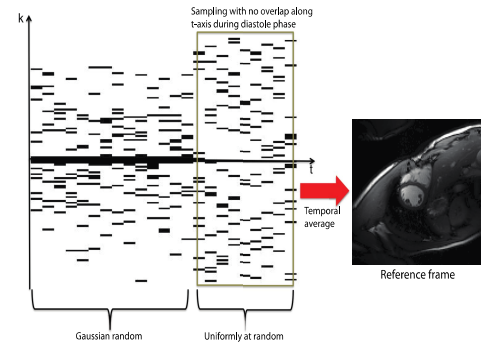 Sampling with no overlap along
t-axis during diastole phase
k
t
Temporal
average
Reference frame
Gaussian random
Uniformly at random